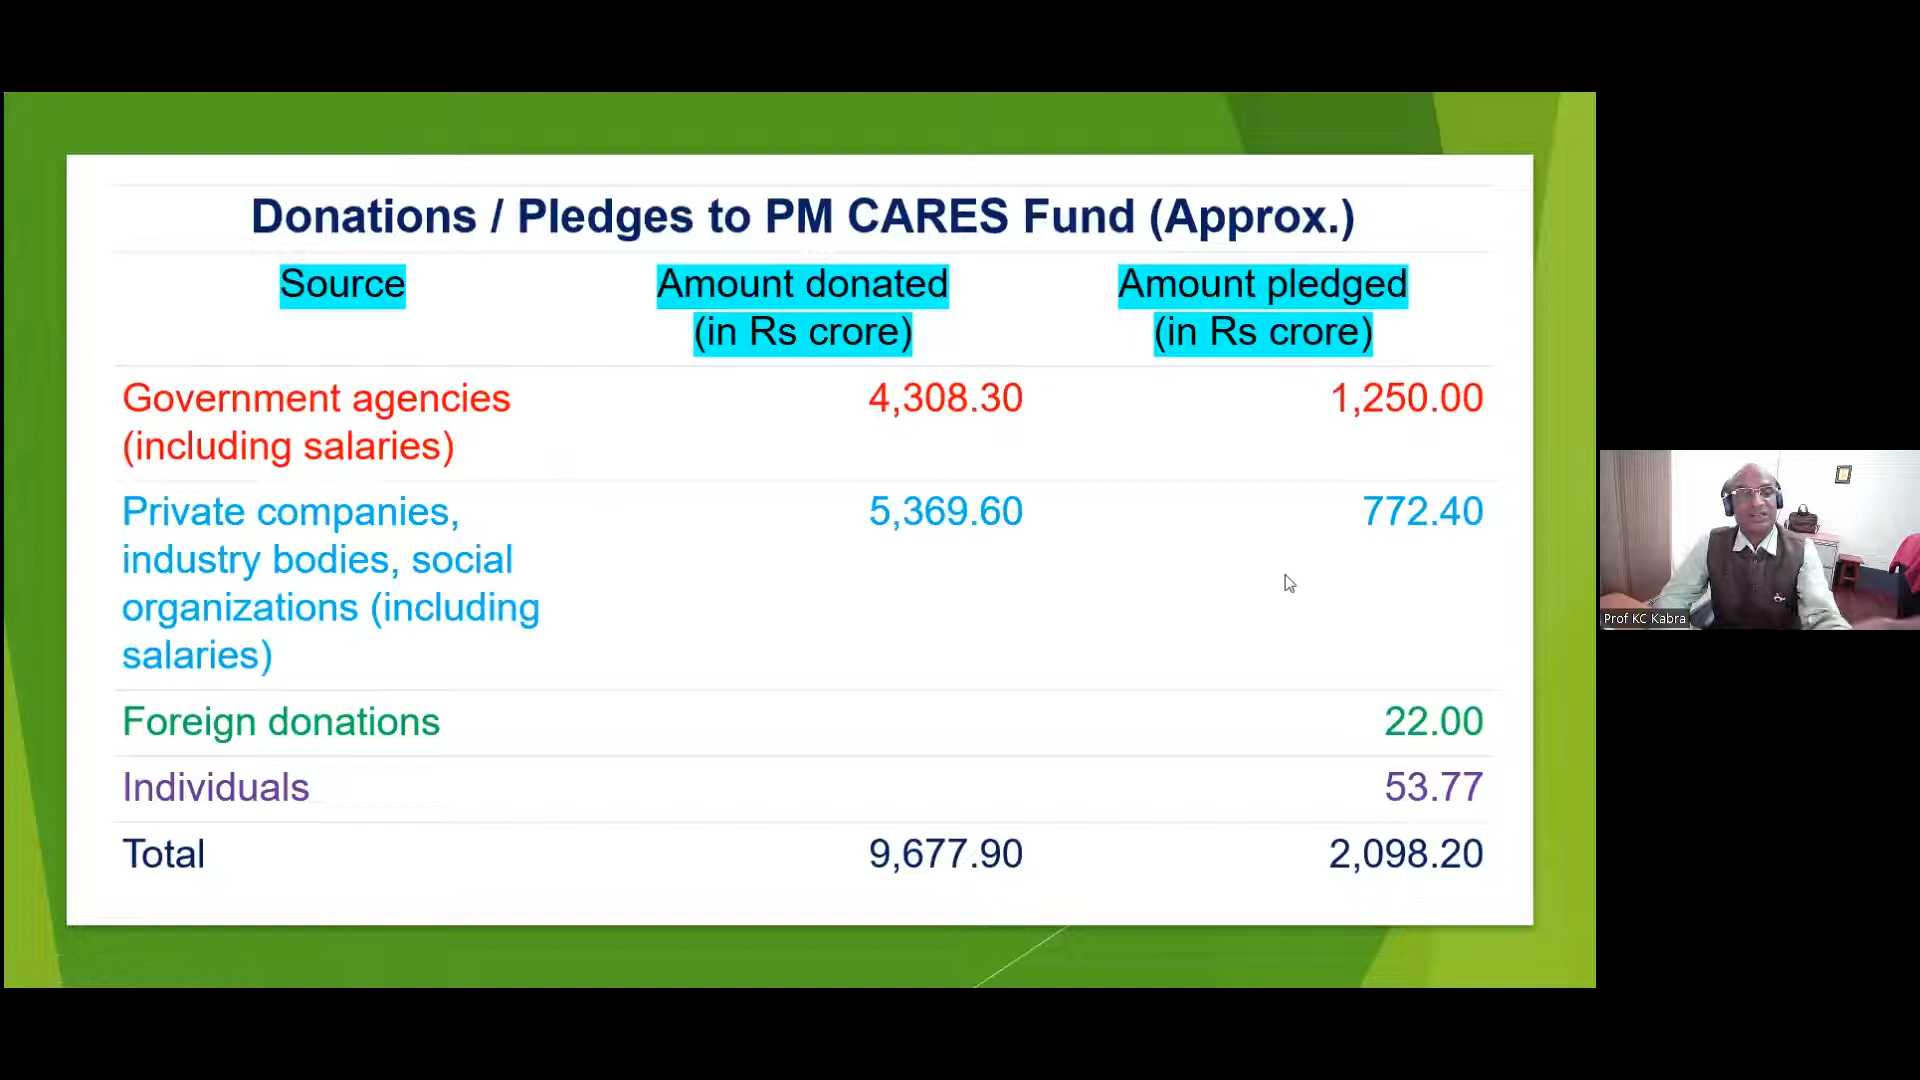 Donations / Pledges to PM CARES Fund (Approx.)
Source Amount donated Amount pledged
(in Rs crore) (in Rs crore)
Government agencies 4,308.30 1,250.00
(including salaries)
Private companies, 5,369.60 772.40
industry bodies, social
organizations (including
salaries)
Foreign donations 22.00
Individuals 53.77
Total 9,677.90 2,098.20
Prof KC Kabra